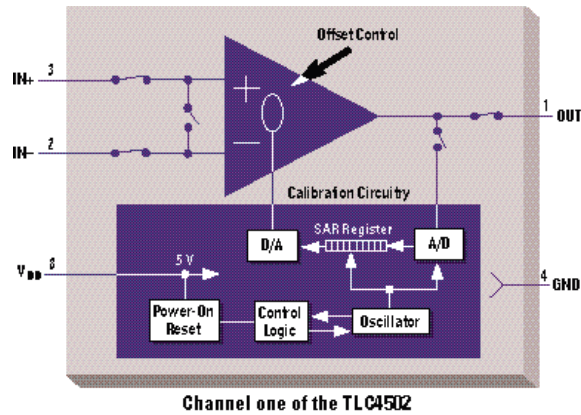 Offset Control
IN+ 3
1 OUT
IN− 2
Calibration Circuitry
SAR Register
D/A
A/D
VDD 8
5 V
4 GND
Power-On
Reset
Control
Logic
Oscillator
Channel one of the TLC4502